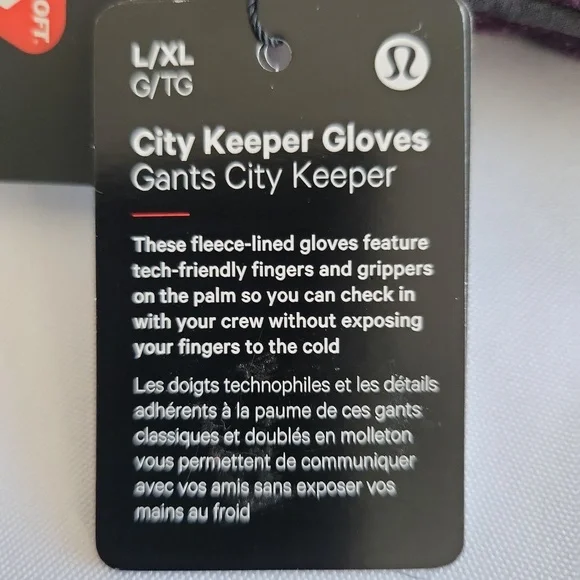 OFT.
L/XL
G/TG
City Keeper Gloves
Gants City Keeper
These fleece-lined gloves feature
tech-friendly fingers and grippers
on the palm so you can check in
with your crew without exposing
your fingers to the cold
Les doigts technophiles et les détails
adhérents à la paume de ces gants
classiques et doublés en molleton
vous permettent de communiquer
avec vos amis sans exposer vos
mains au froid